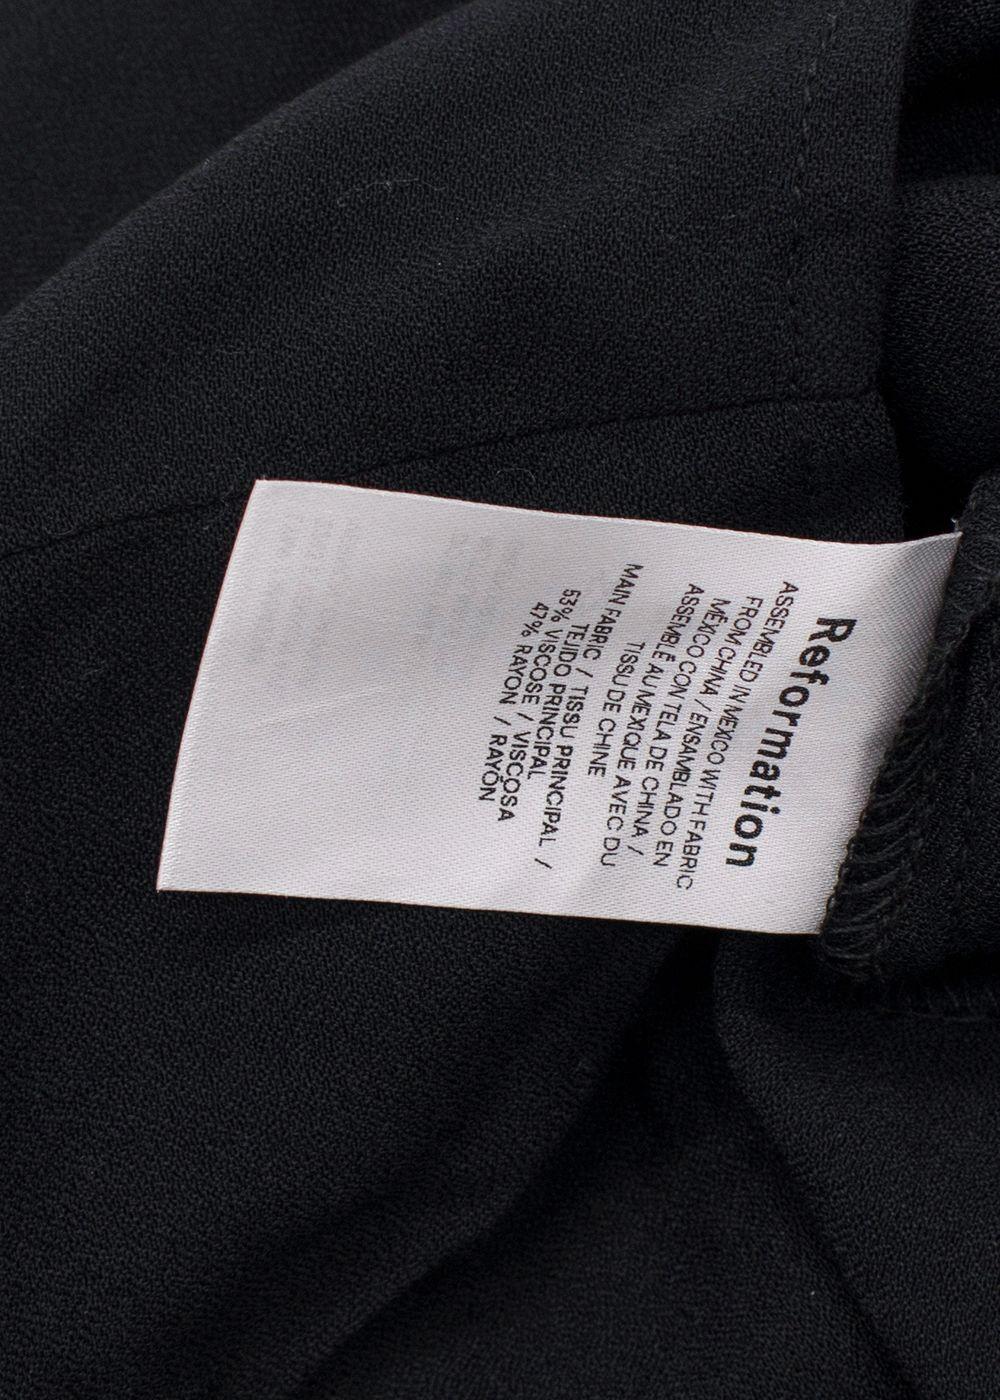 Reformation
ASSEMBLED IN MEXICO WITH FABRIC
FROM CHINA / ENSAMBLADO EN
MÉXICO CON TELA DE CHINA /
ASSEMBLÉ AU MEXIQUE AVEC DU
TISSU DE CHINE
MAIN FABRIC / TISSU PRINCIPAL /
TEJIDO PRINCIPAL
53% VISCOSE / VISCOSA
47% RAYON / RAYÓN